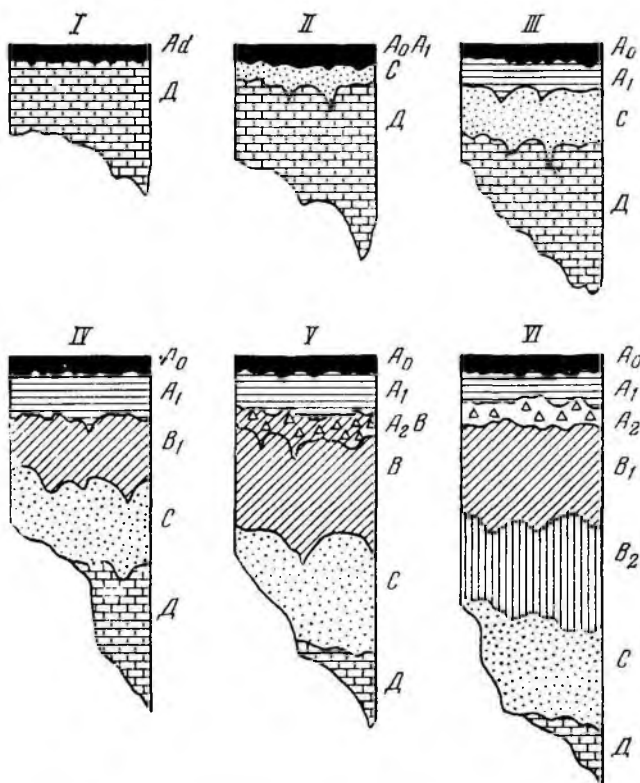 I
Ad
Д
II
A₀A₁
C
Д
III
A₀
A₁
C
Д
IV
A₀
A₁
B₁
C
Д
V
A₀
A₁
A₂B
B
C
Д
VI
A₀
A₁
A₂
B₁
B₂
C
Д